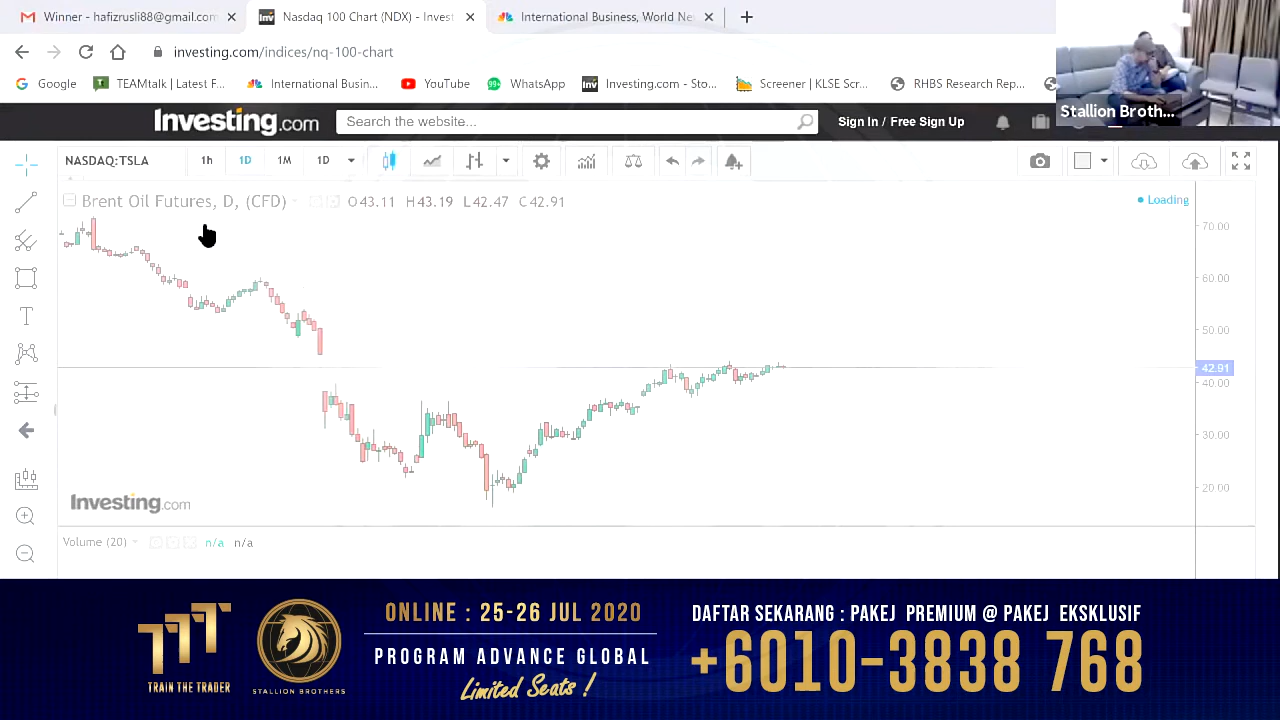 Winner - hafizrusli88@gmail.com
Nasdaq 100 Chart (NDX) - Invest
International Business, World Ne
investing.com/indices/nq-100-chart
Google TEAMtalk | Latest F... International Busin... YouTube WhatsApp Investing.com - Sto... Screener | KLSE Scr... RHBS Research Rep...
Stallion Broth...
Investing.com Search the website... Sign In / Free Sign Up
NASDAQ:TSLA 1h 1D 1M 1D
Brent Oil Futures, D, (CFD) O43.11 H43.19 L42.47 C42.91
Loading
70.00
60.00
50.00
42.91
40.00
30.00
20.00
Investing.com
Volume (20) n/a n/a
TTT
TRAIN THE TRADER
STALLION BROTHERS
ONLINE : 25-26 JUL 2020
PROGRAM ADVANCE GLOBAL
Limited Seats !
DAFTAR SEKARANG : PAKEJ PREMIUM @ PAKEJ EKSKLUSIF
+6010-3838 768